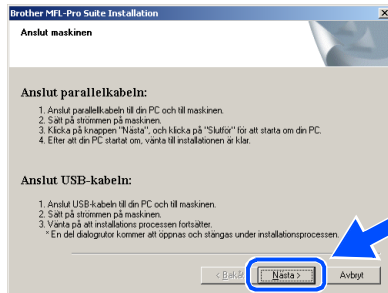 Brother MFL-Pro Suite Installation
Anslut maskinen
Anslut parallelkabeln:
1. Anslut parallellkabeln till din PC och till maskinen.
2. Sätt på strömmen på maskinen.
3. Klicka på knappen "Nästa", och klicka på "Slutför" för att starta om din PC.
4. Efter att din PC startat om, vänta till installationen är klar.
Anslut USB-kabeln:
1. Anslut USB-kabeln till din PC och till maskinen.
2. Sätt på strömmen på maskinen.
3. Vänta på att installations processen fortsätter.
* En del dialogrutor kommer att öppnas och stängas under installationsprocessen.
Nästa > Avbryt